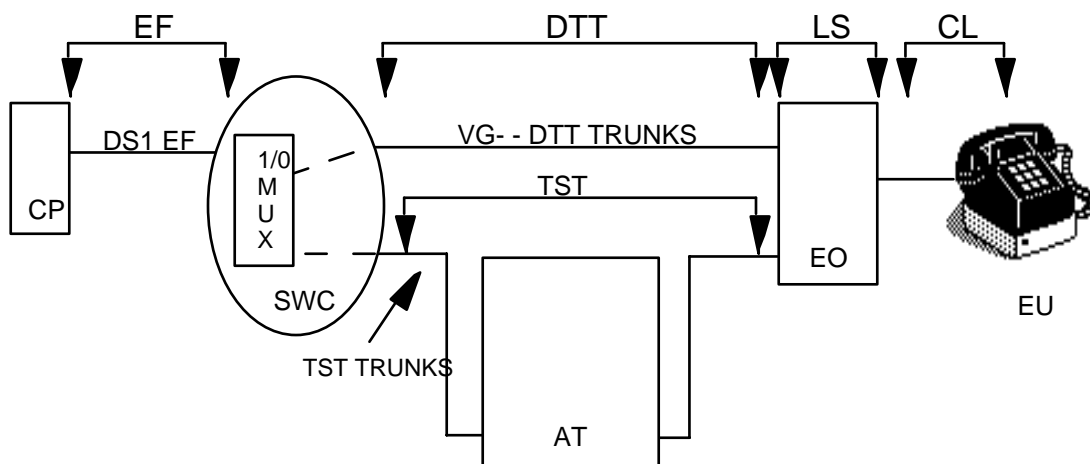 EF
DTT
LS
CL
DS1 EF
VG- - DTT TRUNKS
1/0
M
U
X
CP
TST
EO
SWC
EU
TST TRUNKS
AT